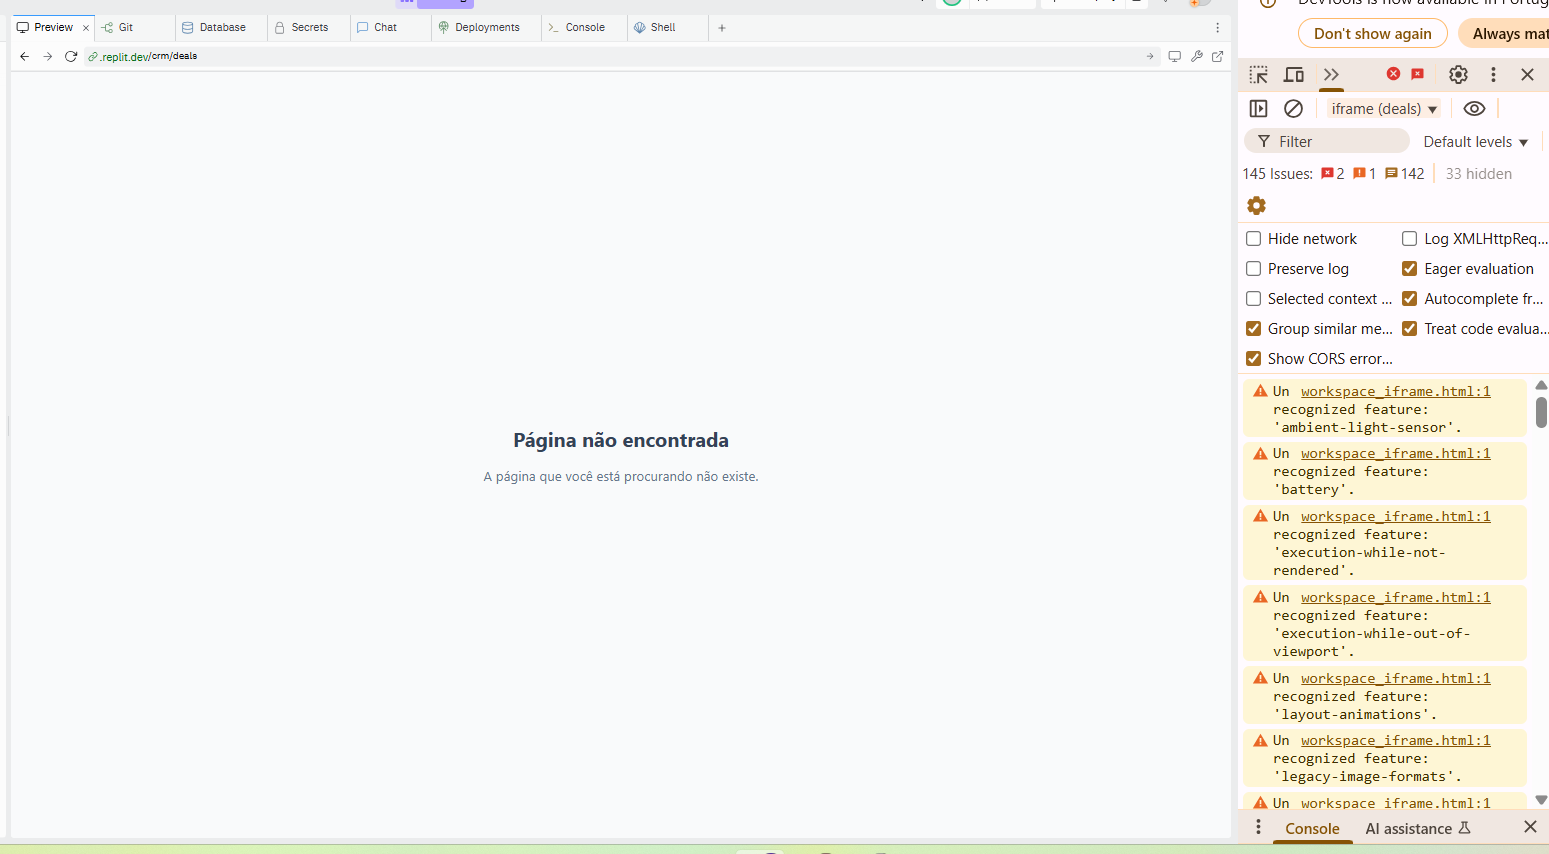 Preview
Git
Database
Secrets
Chat
Deployments
Console
Shell
.replit.dev/crm/deals
Página não encontrada
A página que você está procurando não existe.
DevTools is now available in Portug
Don't show again
Always mat
iframe (deals)
Filter
Default levels
145 Issues: 2 1 142 33 hidden
Hide network
Log XMLHttpReq...
Preserve log
Eager evaluation
Selected context ...
Autocomplete fr...
Group similar me...
Treat code evalua...
Show CORS error...
Un workspace_iframe.html:1
recognized feature:
'ambient-light-sensor'.
Un workspace_iframe.html:1
recognized feature:
'battery'.
Un workspace_iframe.html:1
recognized feature:
'execution-while-not-
rendered'.
Un workspace_iframe.html:1
recognized feature:
'execution-while-out-of-
viewport'.
Un workspace_iframe.html:1
recognized feature:
'layout-animations'.
Un workspace_iframe.html:1
recognized feature:
'legacy-image-formats'.
Un workspace_iframe.html:1
Console
AI assistance